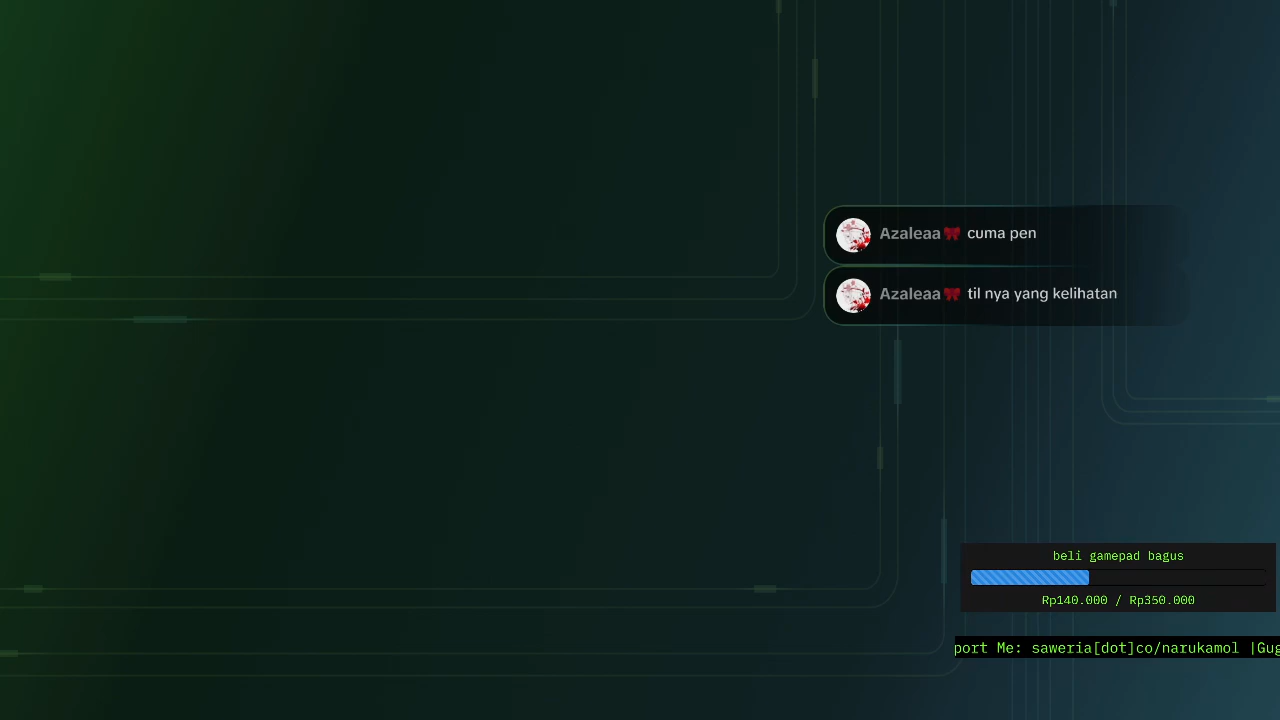 Azaleaa🎀 cuma pen
Azaleaa🎀 til nya yang kelihatan
beli gamepad bagus
Rp140.000 / Rp350.000
port Me: saweria[dot]co/narukamol |Gug